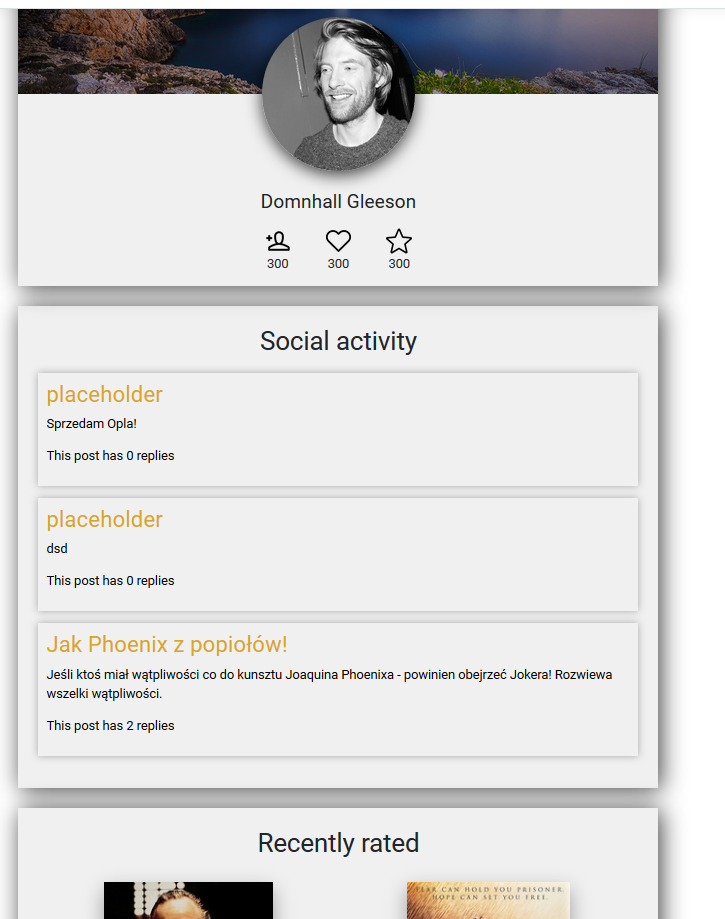 Domnhall Gleeson
300 300 300
Social activity
placeholder
Sprzedam Opla!
This post has 0 replies
placeholder
dsd
This post has 0 replies
Jak Phoenix z popiołów!
Jeśli ktoś miał wątpliwości co do kunsztu Joaquina Phoenixa - powinien obejrzeć Jokera! Rozwiewa
wszelki wątpliwości.
This post has 2 replies
Recently rated
FEAR CAN HOLD YOU PRISONER.
HOPE CAN SET YOU FREE.